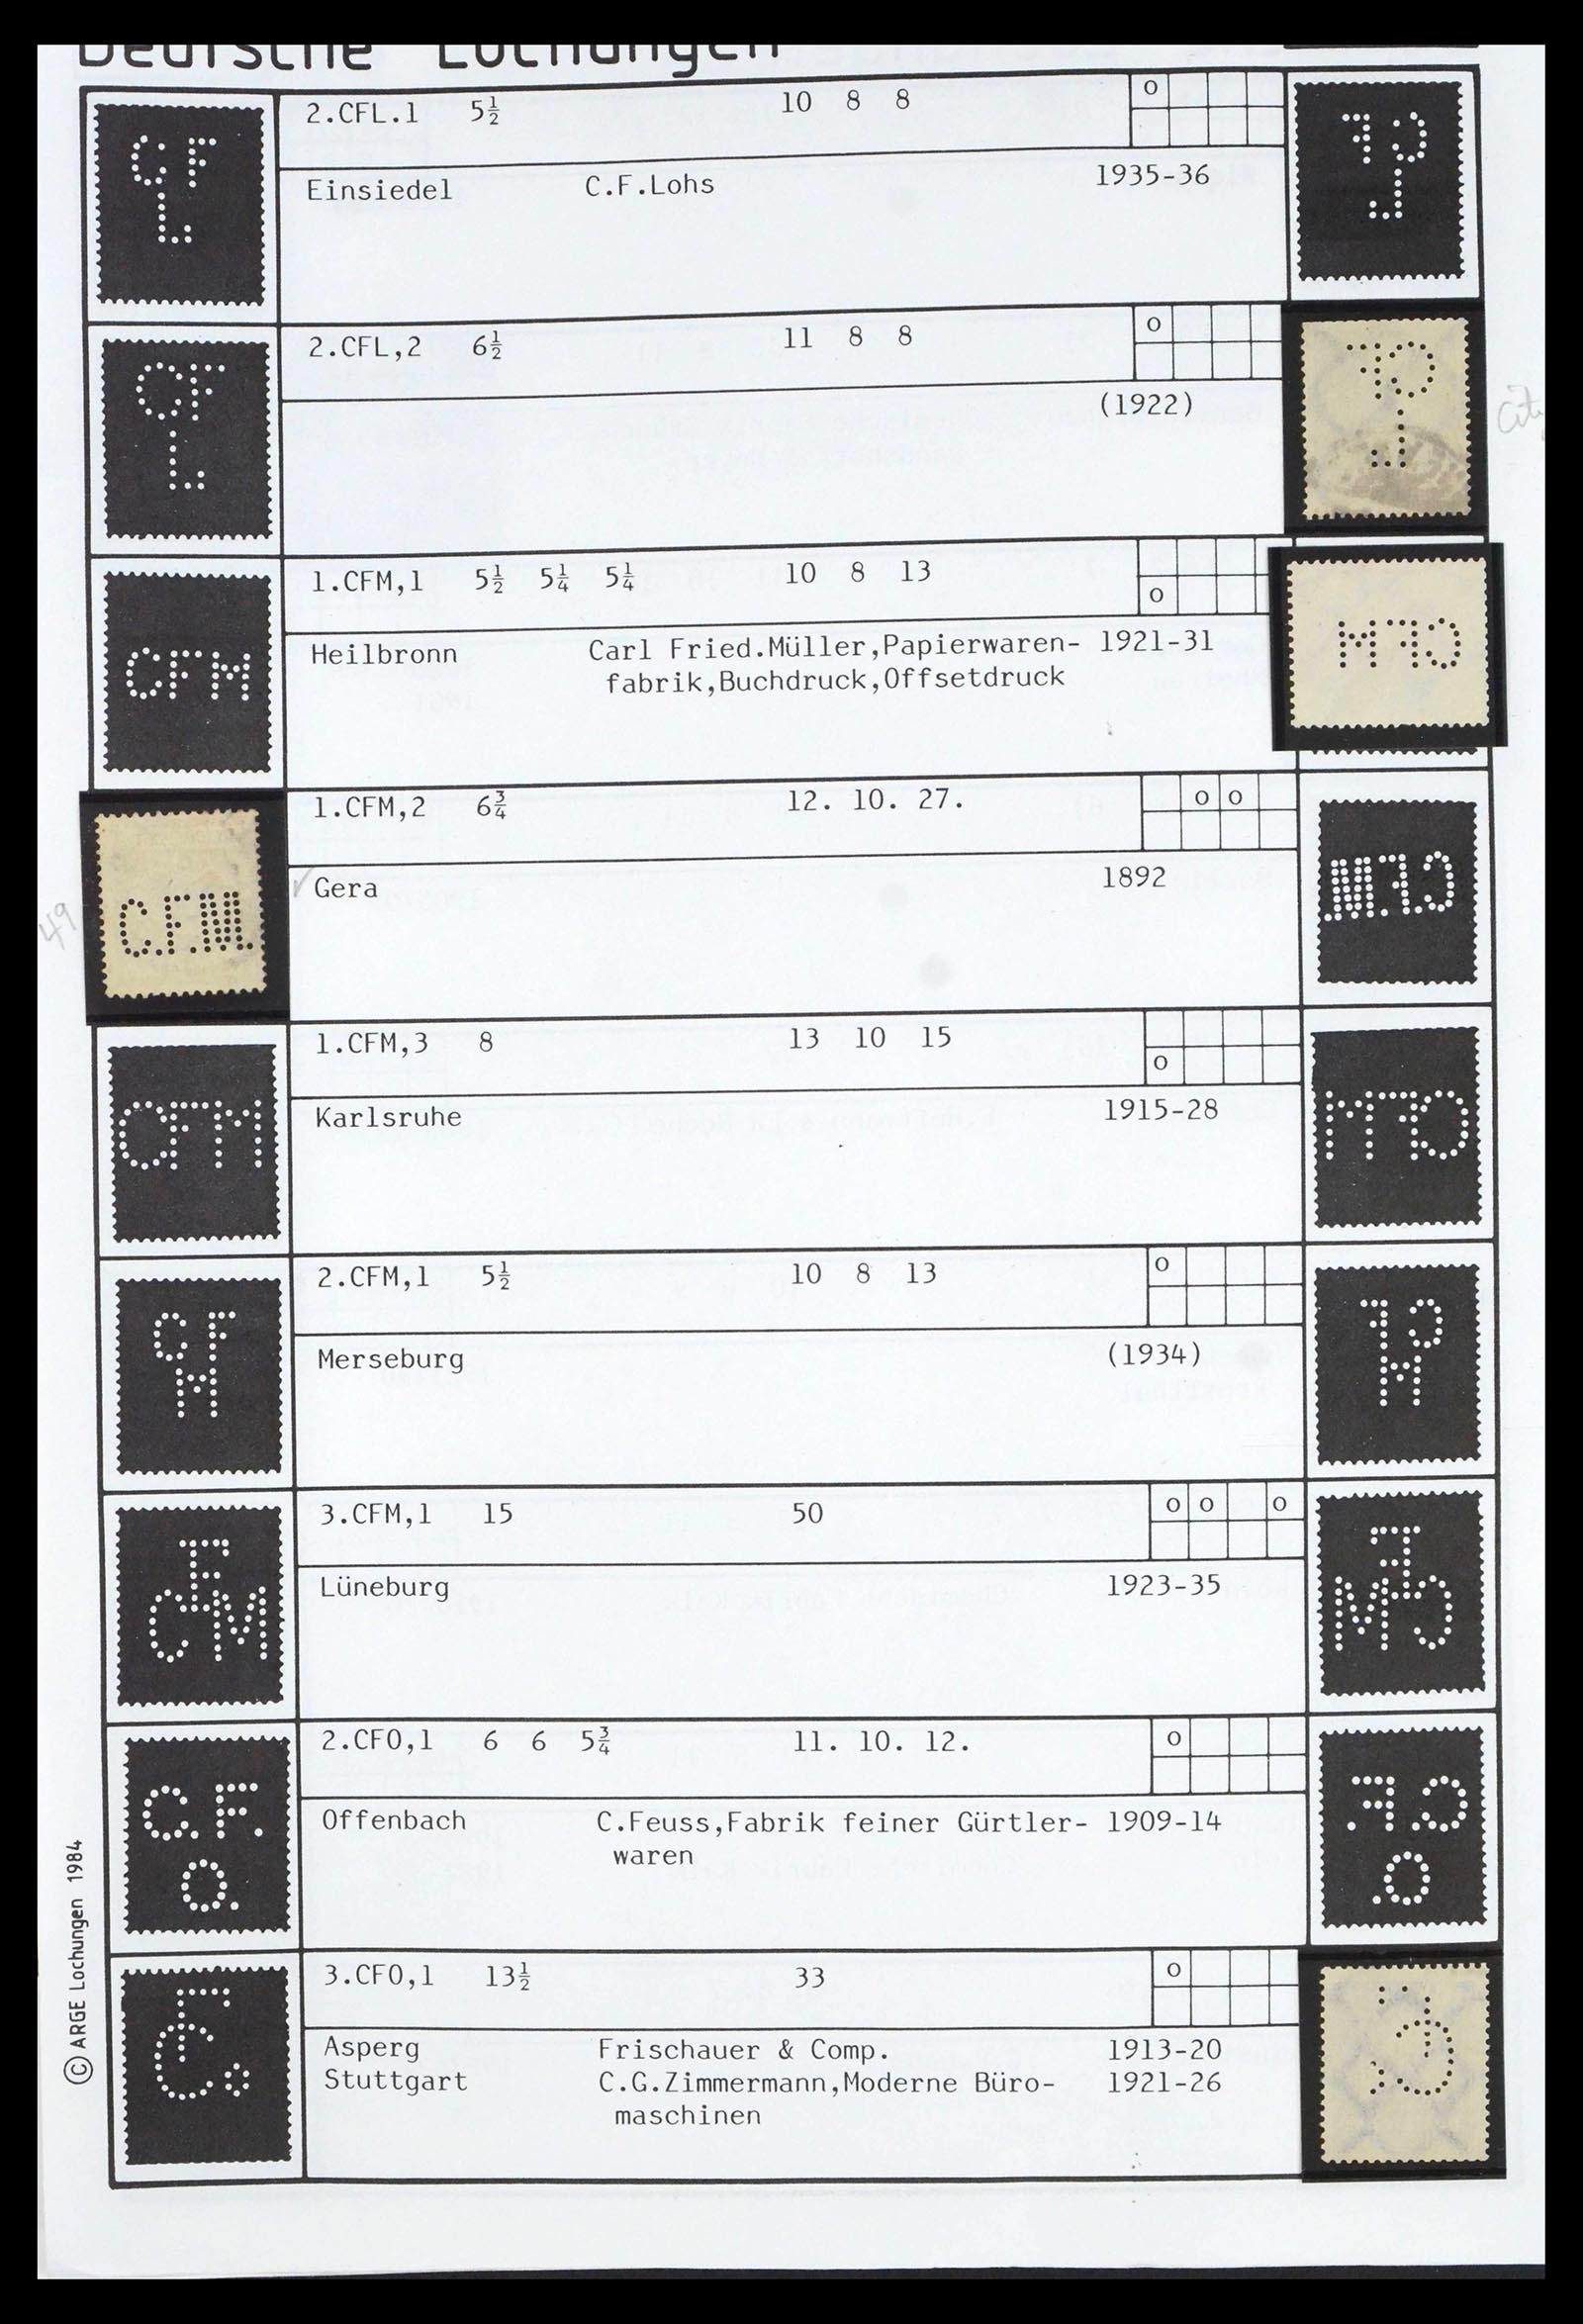 Deutsche Lochungen
C F
L
2.CFL.1 5½ 10 8 8 o
Einsiedel C.F.Lohs 1935-36
C F
L
2.CFL,2 6½ 11 8 8 o
(1922)
CFM
1.CFM,1 5½ 5¼ 5¼ 10 8 13
o
Heilbronn Carl Fried.Müller,Papierwaren- 1921-31
fabrik,Buchdruck,Offsetdruck
C.F.M.
1.CFM,2 6¾ 12. 10. 27. o o
Gera 1892
49
CFM
1.CFM,3 8 13 10 15
o
Karlsruhe 1915-28
C F
M
2.CFM,1 5½ 10 8 13 o
Merseburg (1934)
F
CM
3.CFM,1 15 50 o o o
Lüneburg 1923-35
C.F.
O.
2.CFO,1 6 6 5¾ 11. 10. 12. o
Offenbach C.Feuss,Fabrik feiner Gürtler- 1909-14
waren
F
Co
3.CFO,1 13½ 33 o
Asperg Frischauer & Comp. 1913-20
Stuttgart C.G.Zimmermann,Moderne Büro- 1921-26
maschinen
© ARGE Lochungen 1984